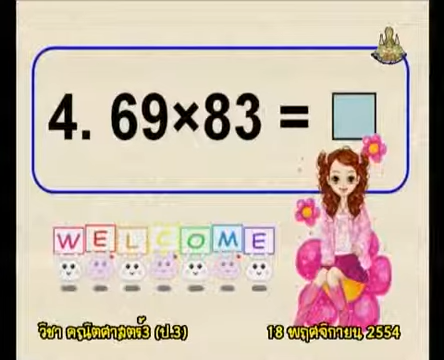 4. 69×83 =
WELCOME
วิชา คณิตศาสตร์3 (ป.3)
18 พฤศจิกายน 2554